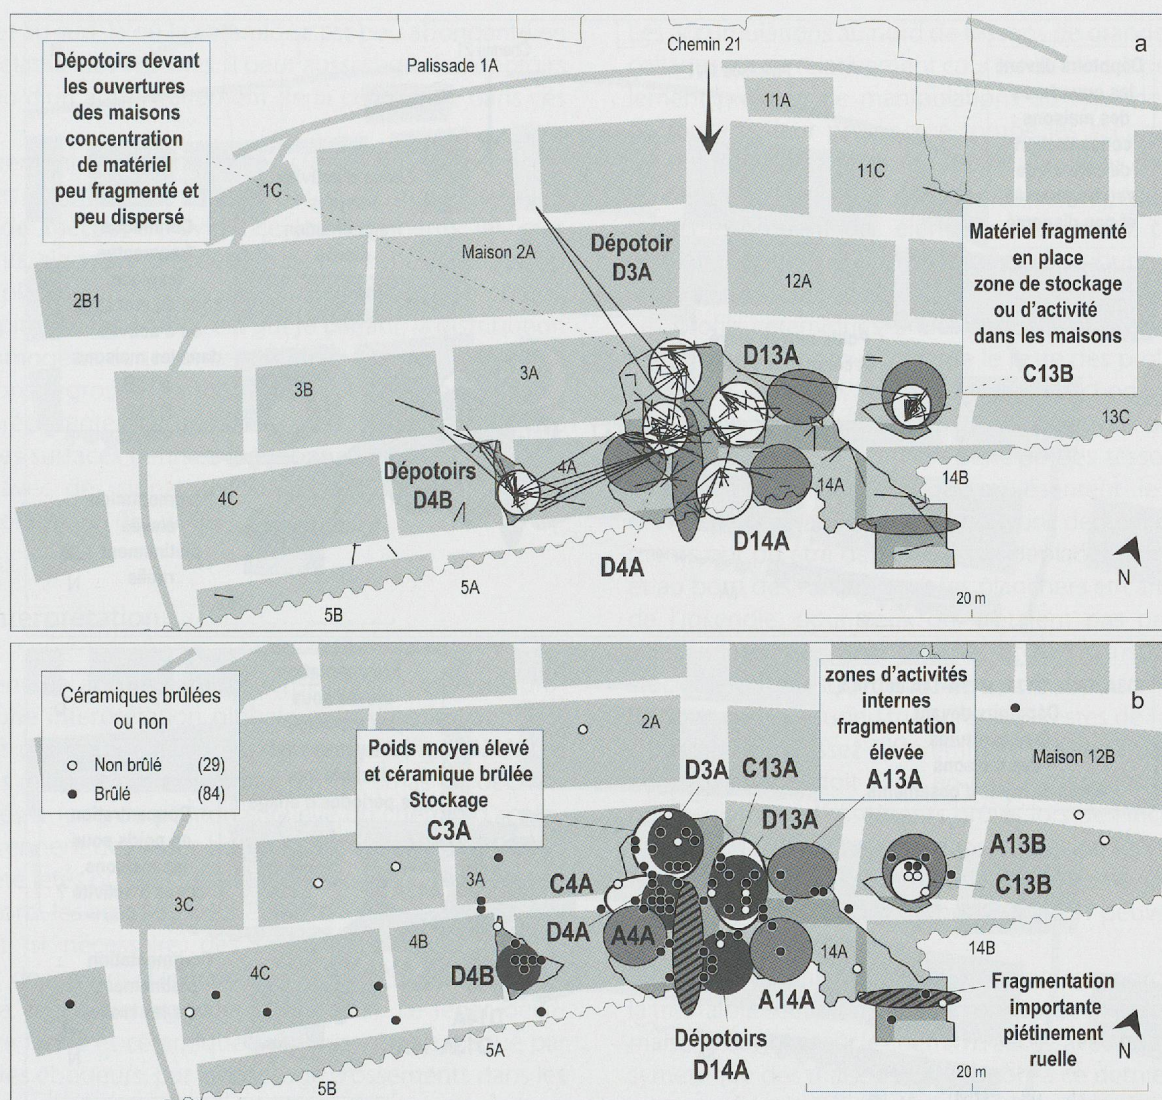 a
Chemin 21
Palissade 1A
Dépotoirs devant
les ouvertures
des maisons
concentration
de matériel
peu fragmenté et
peu dispersé
11A
1C
11C
Matériel fragmenté
en place
zone de stockage
ou d'activité
dans les maisons
C13B
Maison 2A
Dépotoir
D3A
12A
2B1
D13A
3B
3A
13C
4C
Dépotoirs
D4B
4A
14A
14B
D14A
D4A
5A
5B
N
20 m
b
Céramiques brûlées
ou non
Non brûlé (29)
Brûlé (84)
2A
Poids moyen élevé
et céramique brûlée
Stockage
C3A
zones d'activités
internes
fragmentation
élevée
A13A
Maison 12B
D3A
C13A
D13A
A13B
C13B
3A
C4A
3C
D4A
A4A
4B
4C
D4B
14A
14B
A14A
Fragmentation
importante
piétinement
ruelle
Dépotoirs
D14A
5A
5B
N
20 m